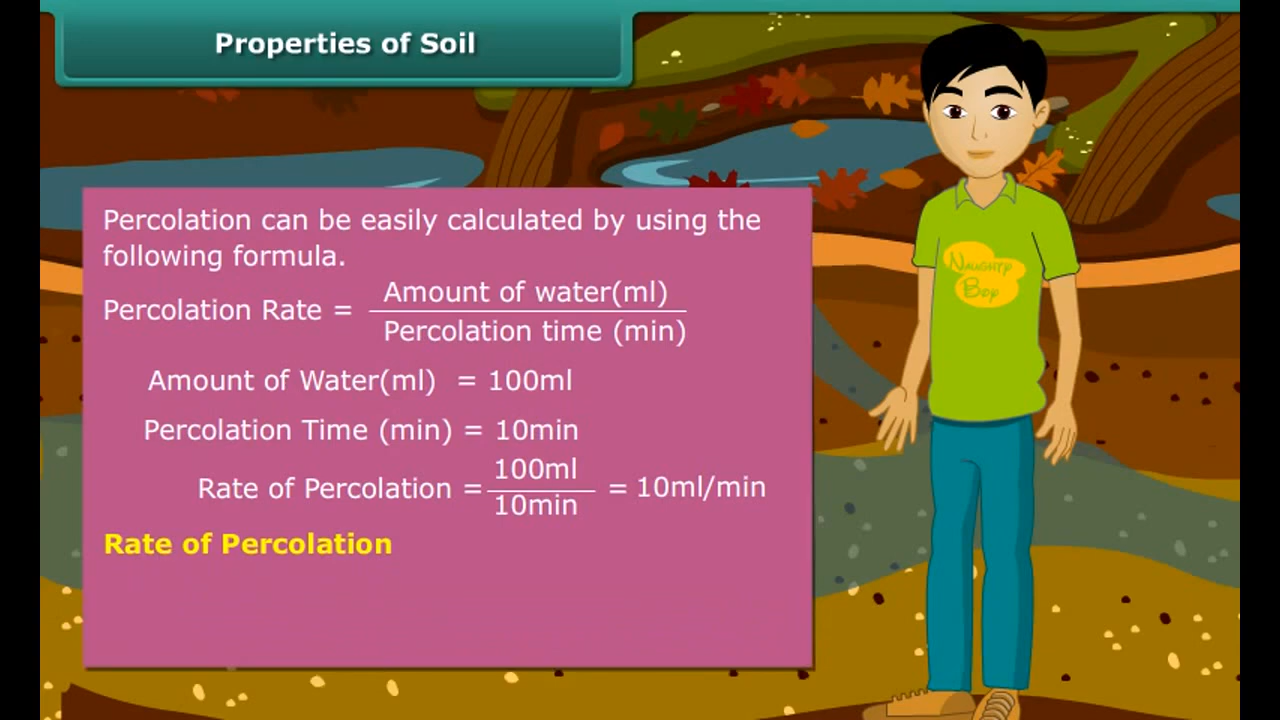 Properties of Soil
Percolation can be easily calculated by using the
following formula.
Percolation Rate = Amount of water(ml)
Percolation time (min)
Amount of Water(ml) = 100ml
Percolation Time (min) = 10min
Rate of Percolation = 100ml
10min
= 10ml/min
Rate of Percolation
Naughty
Boy